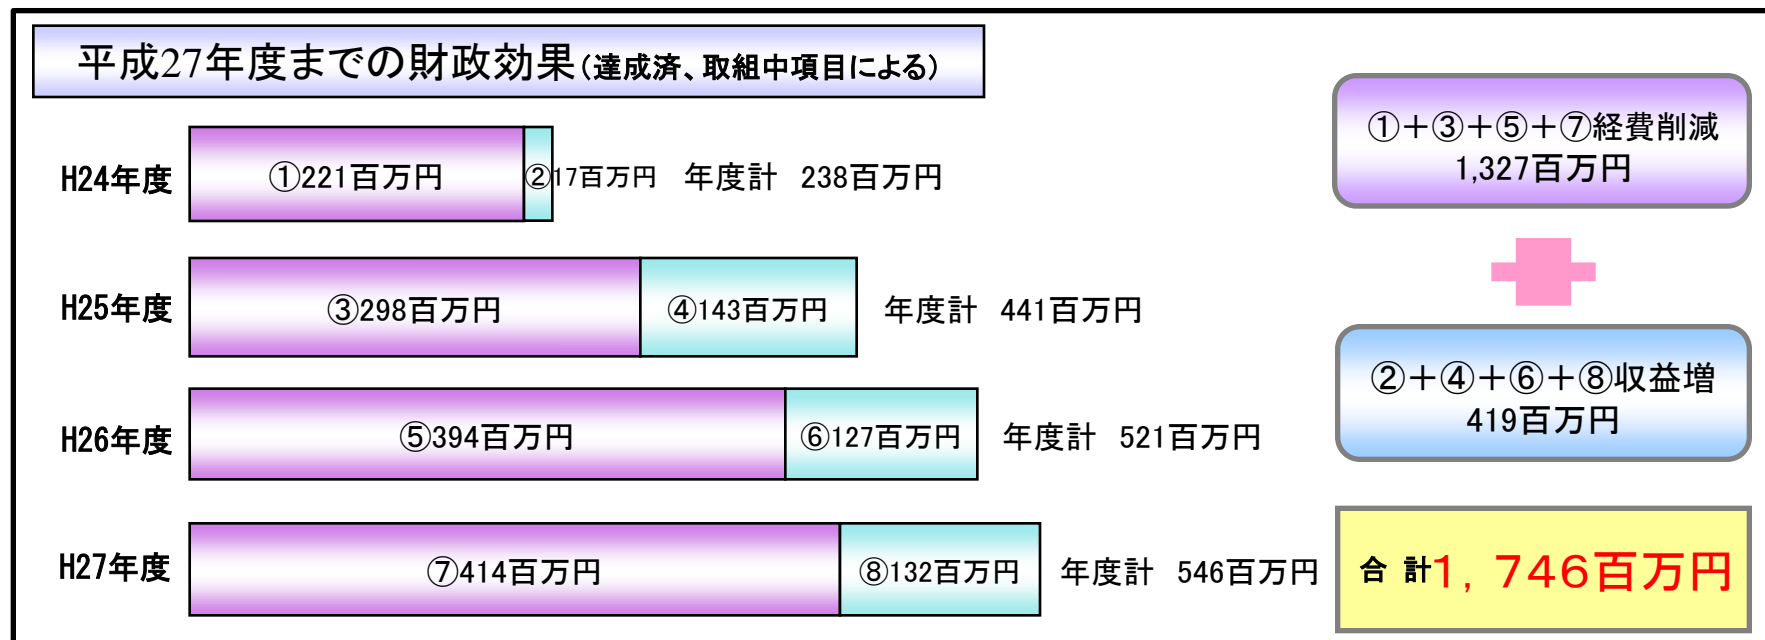 平成27年度までの財政効果(達成済、取組中項目による)
H24年度 ①221百万円 ②17百万円 年度計 238百万円
H25年度 ③298百万円 ④143百万円 年度計 441百万円
H26年度 ⑤394百万円 ⑥127百万円 年度計 521百万円
H27年度 ⑦414百万円 ⑧132百万円 年度計 546百万円
①+③+⑤+⑦経費削減
1,327百万円
②+④+⑥+⑧収益増
419百万円
合 計1,746百万円